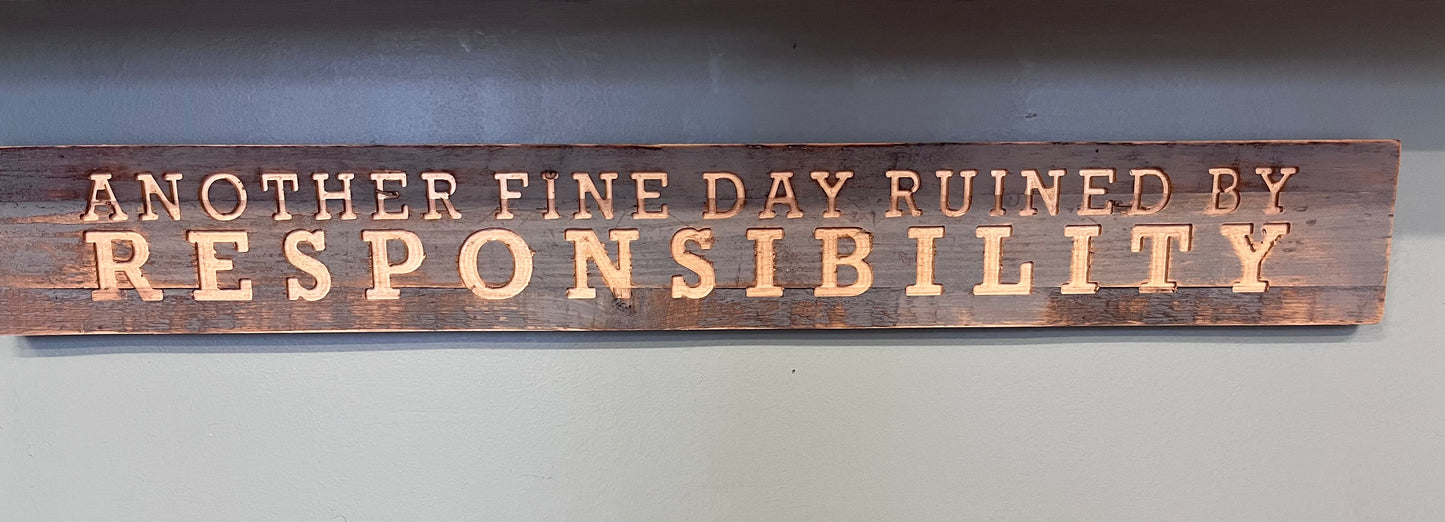 ANOTHER FINE DAY RUINED BY
RESPONSIBILITY